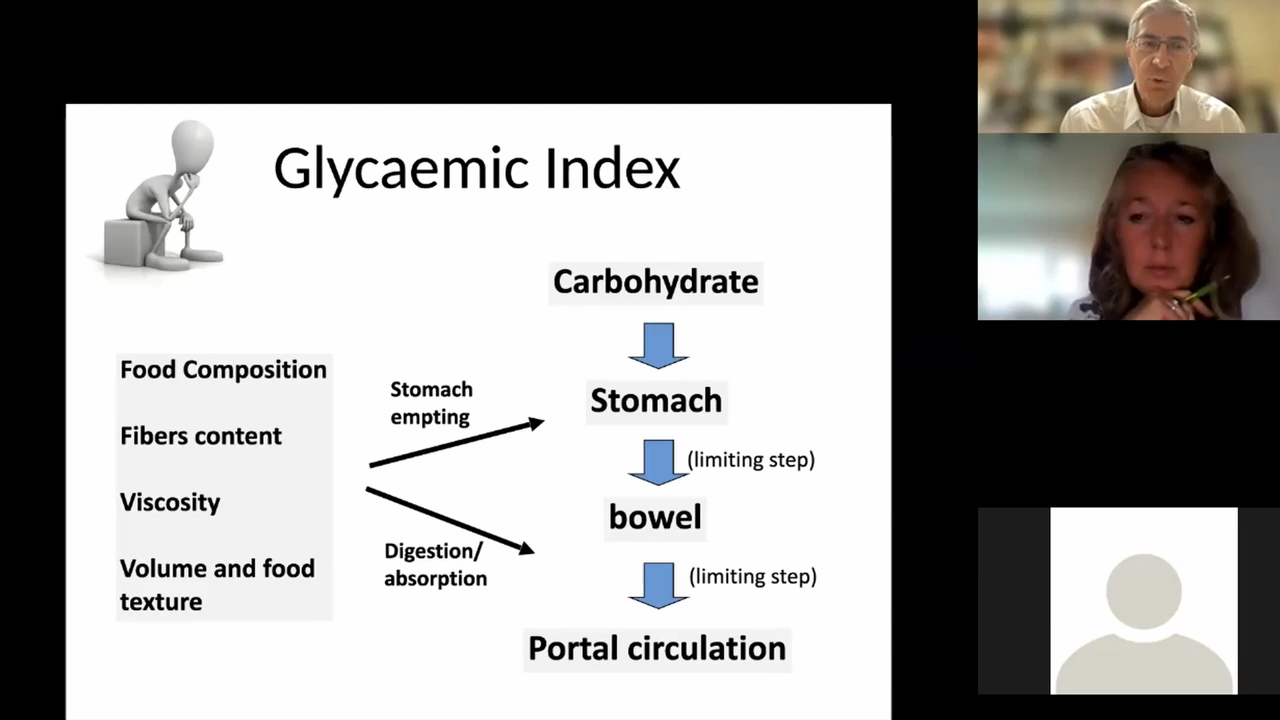 Glycaemic Index
Carbohydrate
Food Composition
Stomach
empting
Stomach
Fibers content
(limiting step)
Viscosity
bowel
Digestion/
absorption
Volume and food
texture
(limiting step)
Portal circulation